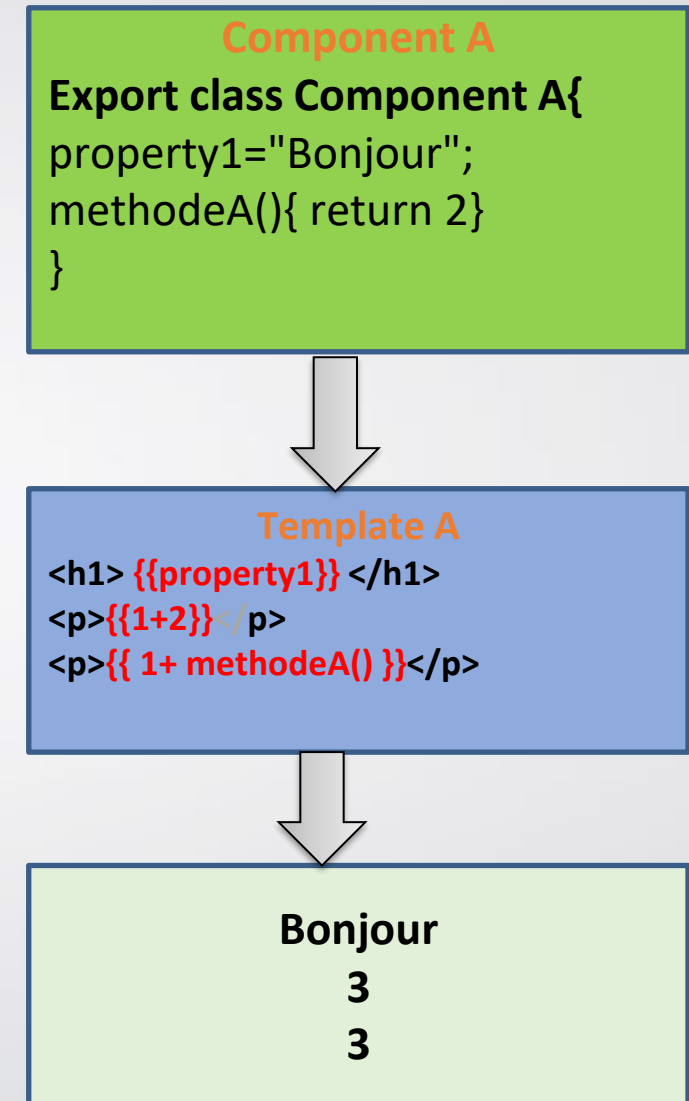 Component A
Export class Component A{
property1="Bonjour";
methodeA(){ return 2}
}
Template A
<h1> {{property1}} </h1>
<p>{{1+2}}</p>
<p>{{ 1+ methodeA() }}</p>
Bonjour
3
3